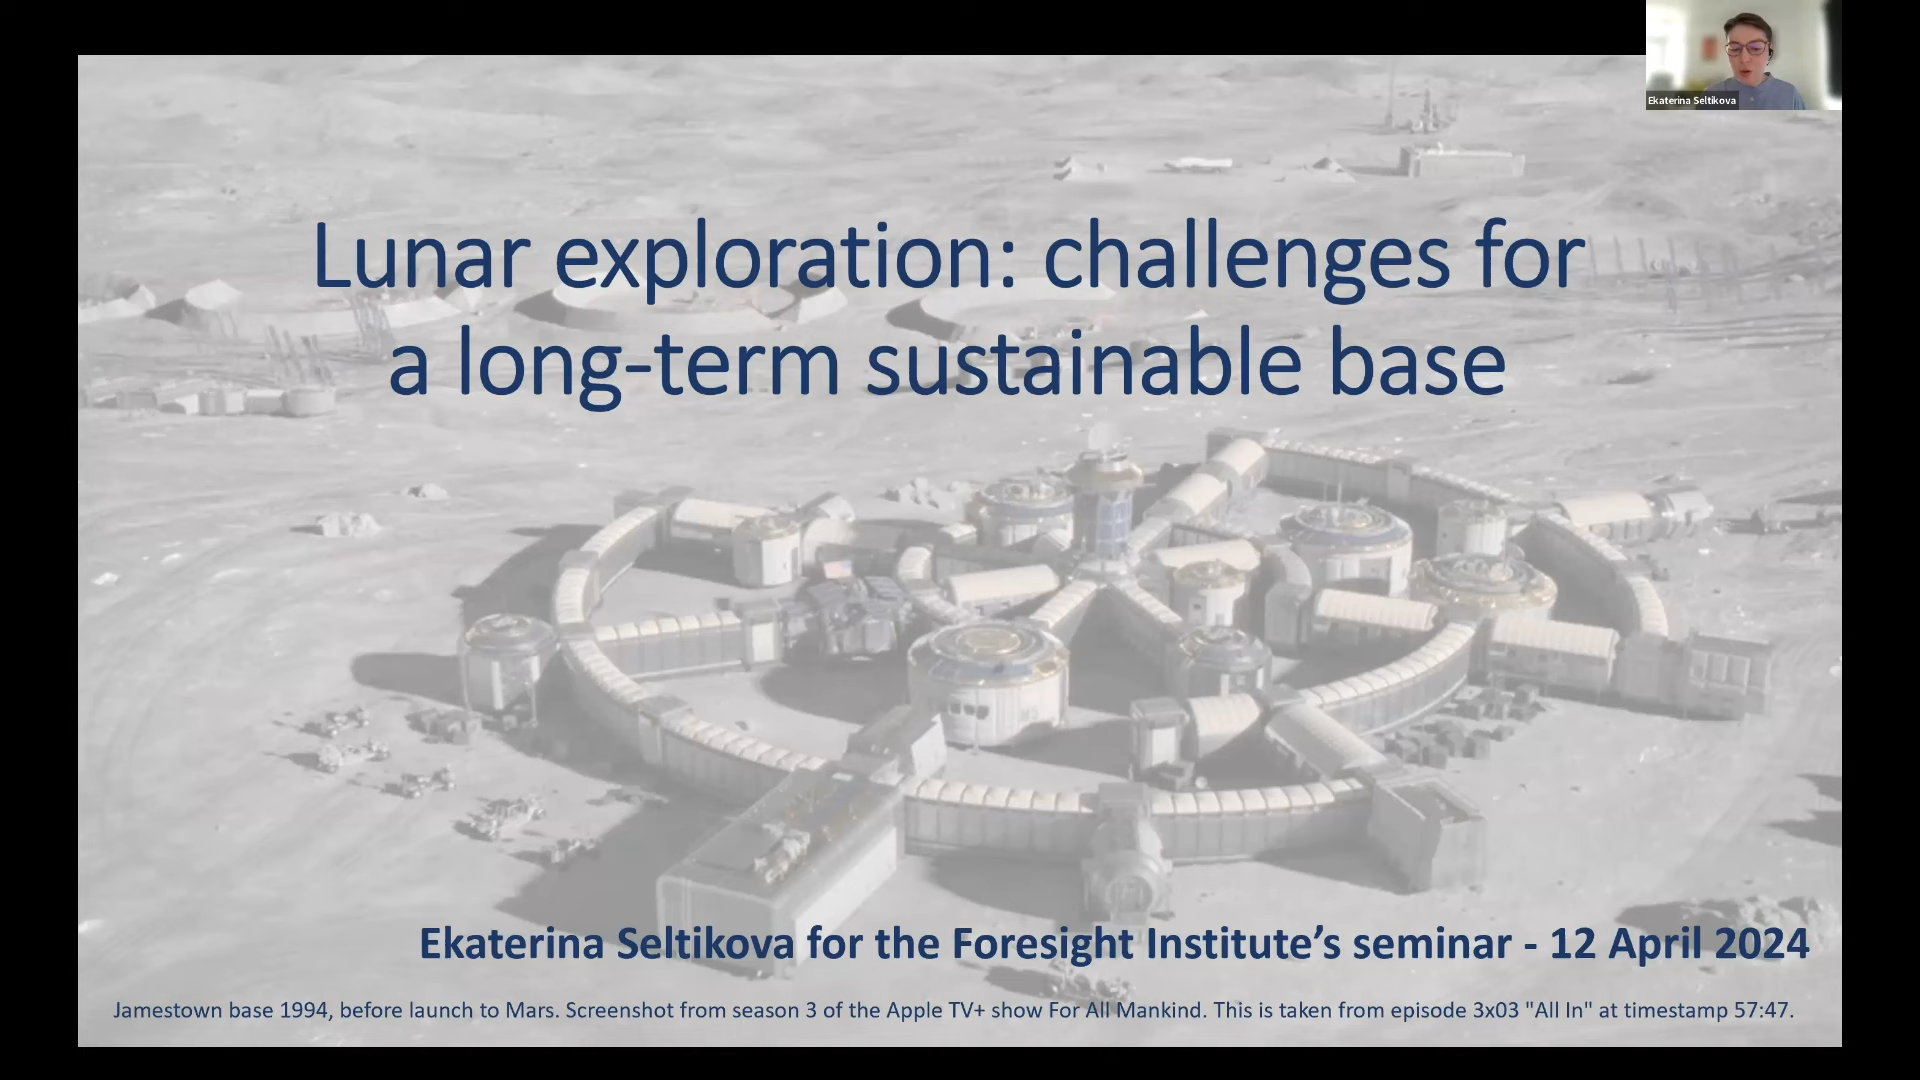 Ekaterina Seltikova
Lunar exploration: challenges for
a long-term sustainable base
Ekaterina Seltikova for the Foresight Institute’s seminar - 12 April 2024
Jamestown base 1994, before launch to Mars. Screenshot from season 3 of the Apple TV+ show For All Mankind. This is taken from episode 3x03 "All In" at timestamp 57:47.